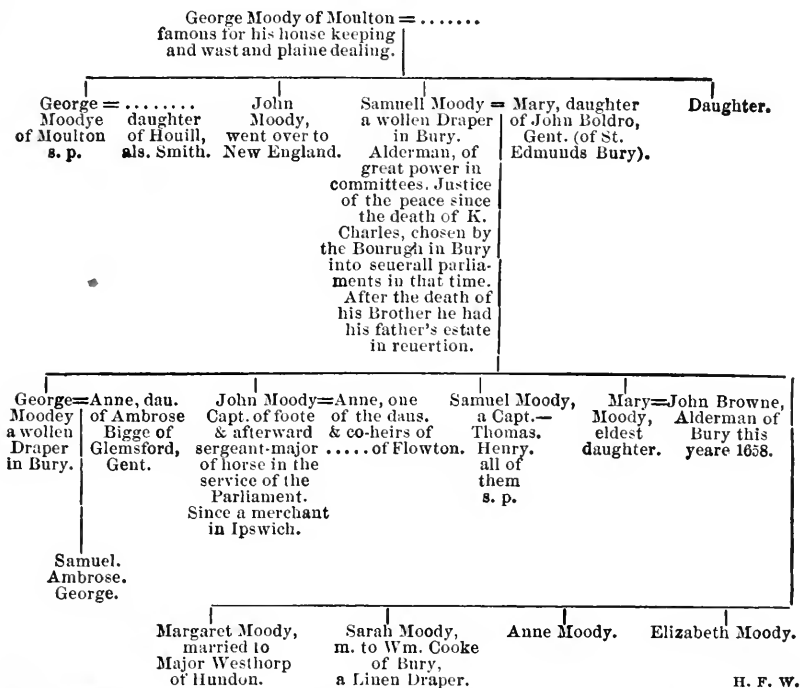 George Moody of Moulton = ........
famous for his house keeping
and wast and plaine dealing.
George = ........
Moodye daughter
of Moulton of Houill,
s. p. als. Smith.
John
Moody,
went over to
New England.
Samuell Moody =
a wollen Draper
in Bury.
Alderman, of
great power in
committees. Justice
of the peace since
the death of K.
Charles, chosen by
the Bourugh in Bury
into seuerall parlia-
ments in that time.
After the death of
his Brother he had
his father's estate
in reuertion.
Mary, daughter
of John Boldro,
Gent. (of St.
Edmunds Bury).
Daughter.
George=
Moodey
a wollen
Draper
in Bury.
Anne, dau.
of Ambrose
Bigge of
Glemsford,
Gent.
John Moody=
Capt. of foote
& afterward
sergeant-major
of horse in the
service of the
Parliament.
Since a merchant
in Ipswich.
Anne, one
of the daus.
& co-heirs of
..... of Flowton.
Samuel Moody,
a Capt.—
Thomas.
Henry.
all of
them
s. p.
Mary=
Moody,
eldest
daughter.
John Browne,
Alderman of
Bury this
yeare 1658.
Samuel.
Ambrose.
George.
Margaret Moody,
married to
Major Westhorp
of Hundon.
Sarah Moody,
m. to Wm. Cooke
of Bury,
a Linen Draper.
Anne Moody.
Elizabeth Moody.
H. F. W.